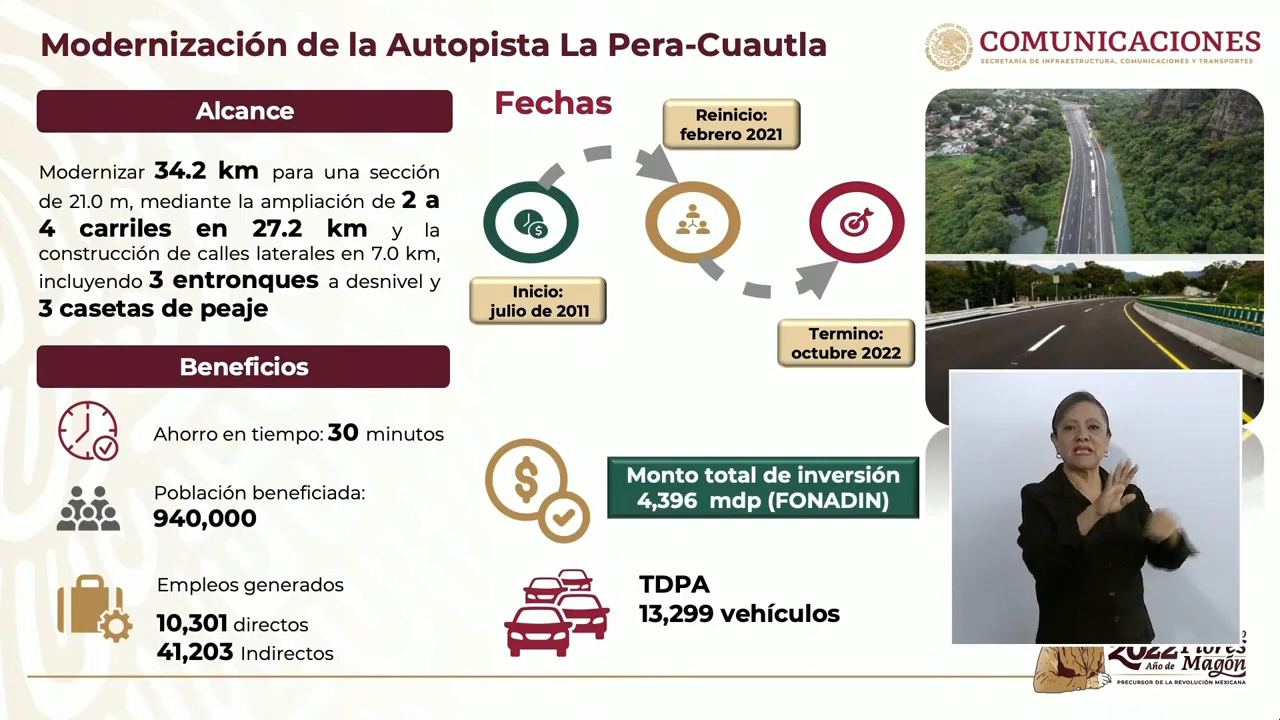 Modernización de la Autopista La Pera-Cuautla
COMUNICACIONES
SECRETARÍA DE INFRAESTRUCTURA, COMUNICACIONES Y TRANSPORTES
Alcance
Modernizar 34.2 km para una sección
de 21.0 m, mediante la ampliación de 2 a
4 carriles en 27.2 km y la
construcción de calles laterales en 7.0 km,
incluyendo 3 entronques a desnivel y
3 casetas de peaje
Fechas
Reinicio:
febrero 2021
Inicio:
julio de 2011
Termino:
octubre 2022
Beneficios
Ahorro en tiempo: 30 minutos
Población beneficiada:
940,000
Empleos generados
10,301 directos
41,203 Indirectos
Monto total de inversión
4,396 mdp (FONADIN)
TDPA
13,299 vehículos
2022 Flores
Año de Magón
PRECURSOR DE LA REVOLUCIÓN MEXICANA